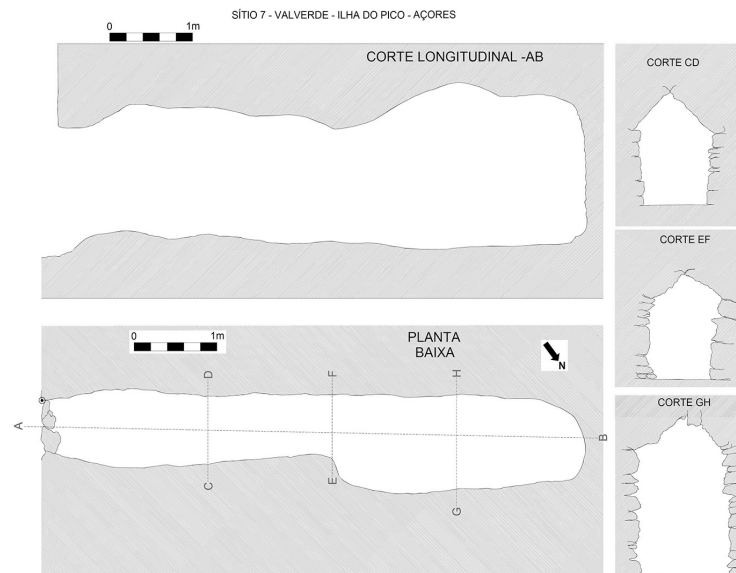 SÍTIO 7 - VALVERDE - ILHA DO PICO - AÇORES
0 1m
CORTE LONGITUDINAL -AB
CORTE CD
CORTE EF
0 1m
PLANTA
BAIXA
N
D
F
H
A
B
C
E
G
CORTE GH